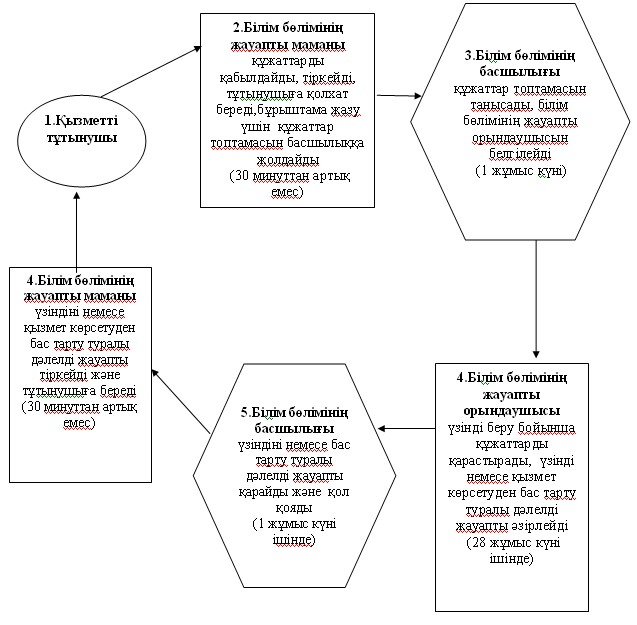 1.Қызметті
тұтынушы
2.Білім бөлімінің
жауапты маманы
құжаттарды
қабылдайды, тіркейді,
тұтынушыға қолхат
береді,бұрыштама жазу
үшін құжаттар
топтамасын басшылыққа
жолдайды
(30 минуттан артық
емес)
3.Білім бөлімінің
басшылығы
құжаттар топтамасын
танысады, білім
бөлімінің жауапты
орындаушысын
белгілейді
(1 жұмыс күні)
4.Білім бөлімінің
жауапты
орындаушысы
үзінді беру бойынша
құжаттарды
қарастырады, үзінді
немесе қызмет
көрсетуден бас тарту
туралы дәлелді
жауапты әзірлейді
(28 жұмыс күні
ішінде)
5.Білім бөлімінің
басшылығы
үзіндіні немесе бас
тарту туралы
дәлелді жауапты
қарайды және қол
қояды
(1 жұмыс күні
ішінде)
4.Білім бөлімінің
жауапты маманы
үзіндіні немесе
қызмет көрсетуден
бас тарту туралы
дәлелді жауапты
тіркейді және
тұтынушыға береді
(30 минуттан артық
емес)